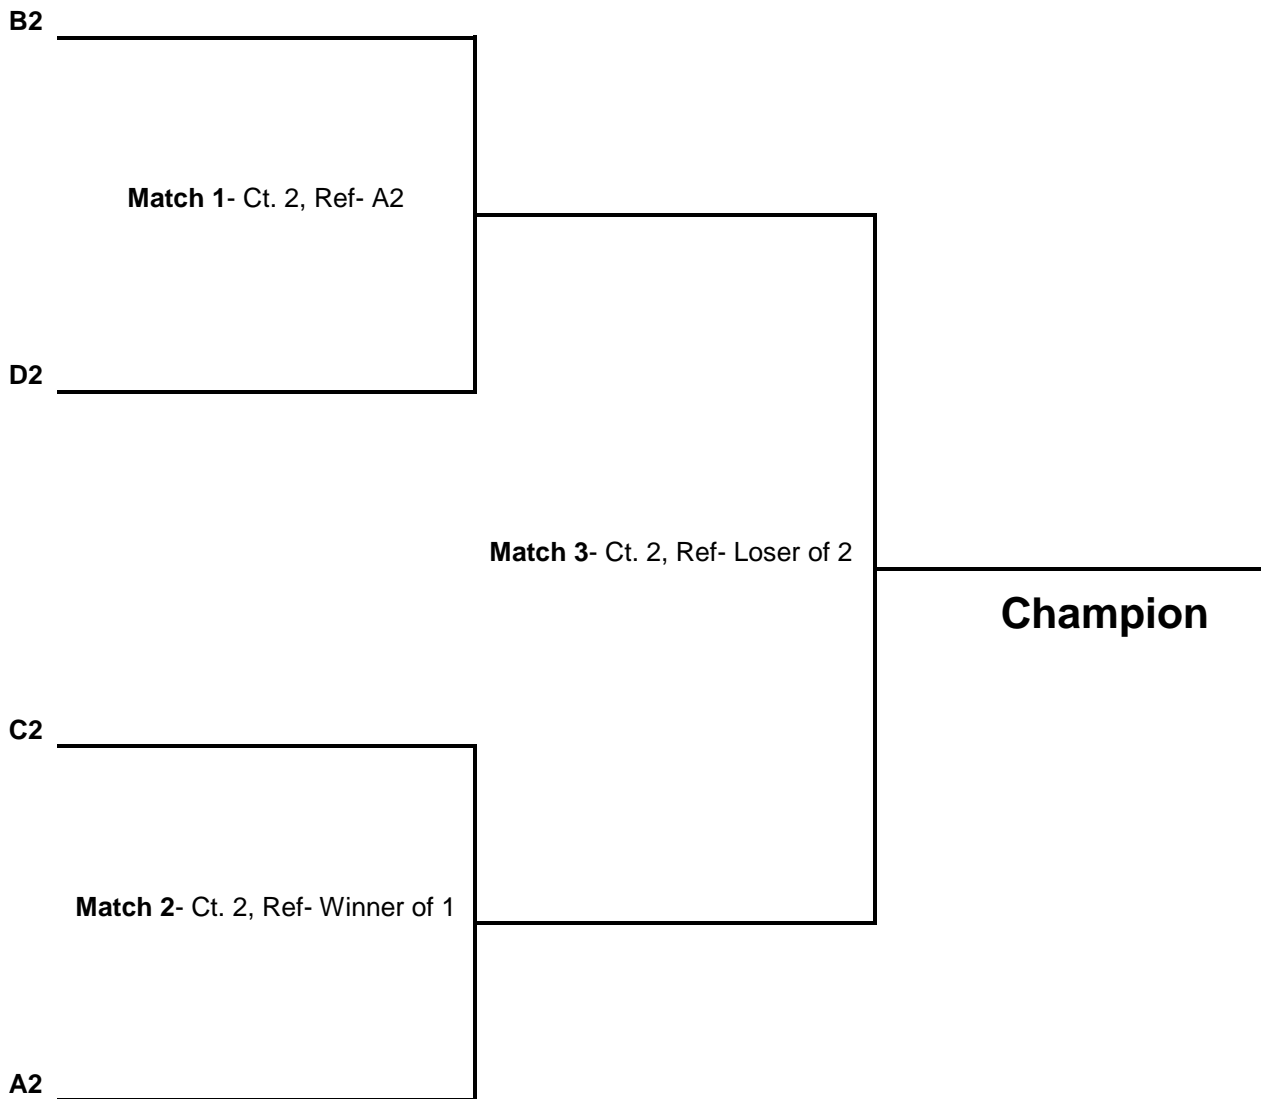 B2
Match 1- Ct. 2, Ref- A2
D2
Match 3- Ct. 2, Ref- Loser of 2
Champion
C2
Match 2- Ct. 2, Ref- Winner of 1
A2